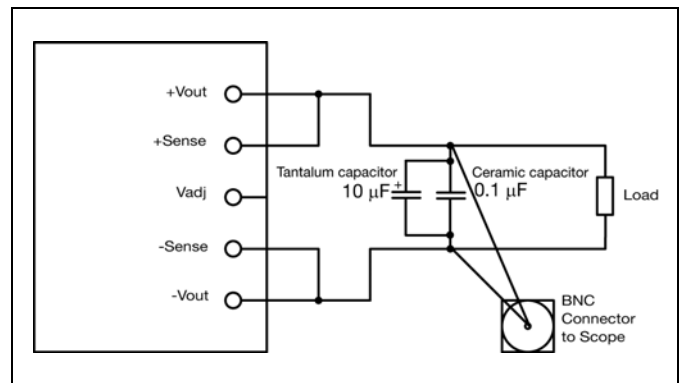 +Vout
+Sense
Vadj
-Sense
-Vout
Tantalum capacitor
10 µF
+
Ceramic capacitor
0.1 µF
Load
BNC
Connector
to Scope